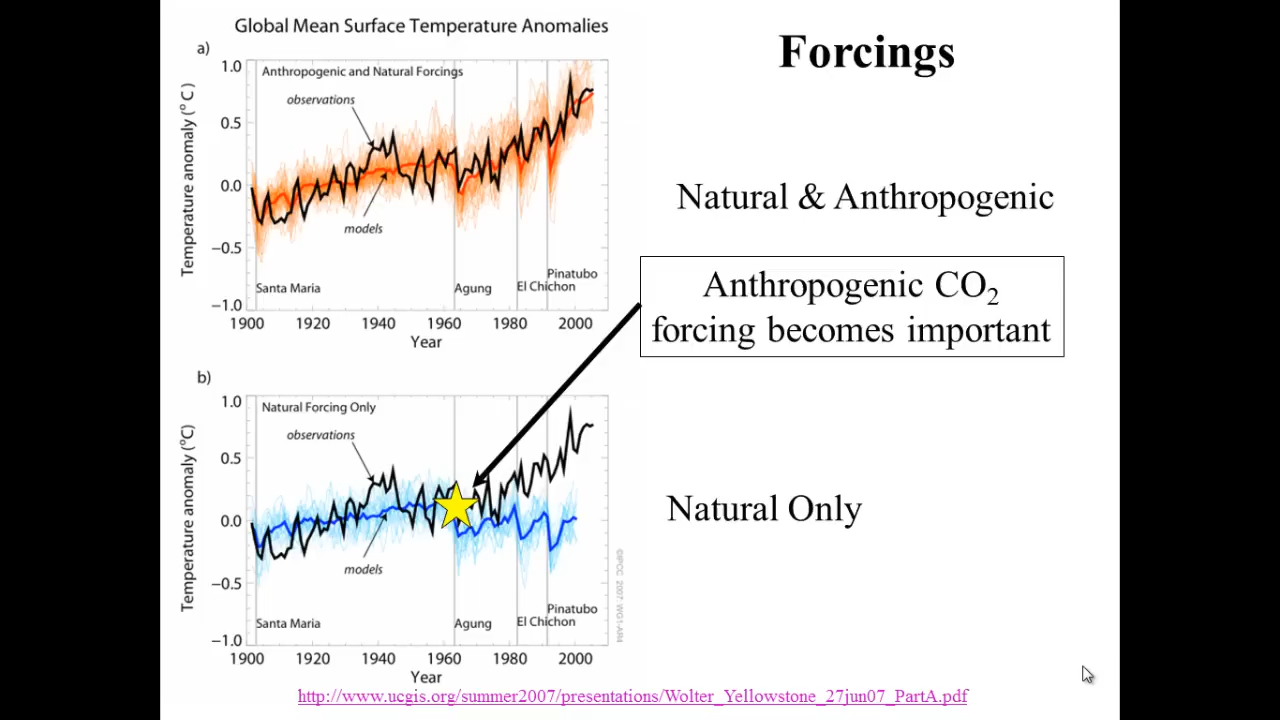 Global Mean Surface Temperature Anomalies
Forcings
a)
Anthropogenic and Natural Forcings
observations
models
Temperature anomaly (°C)
1.0
0.5
0.0
−0.5
−1.0
Santa Maria
Agung
El Chichon
Pinatubo
1900 1920 1940 1960 1980 2000
Year
Natural & Anthropogenic
Anthropogenic CO₂
forcing becomes important
b)
Natural Forcing Only
observations
models
Temperature anomaly (°C)
1.0
0.5
0.0
−0.5
−1.0
Santa Maria
Agung
El Chichon
Pinatubo
1900 1920 1940 1960 1980 2000
Year
©IPCC 2007 WG1-AR4
Natural Only
http://www.ucgis.org/summer2007/presentations/Wolter_Yellowstone_27jun07_PartA.pdf